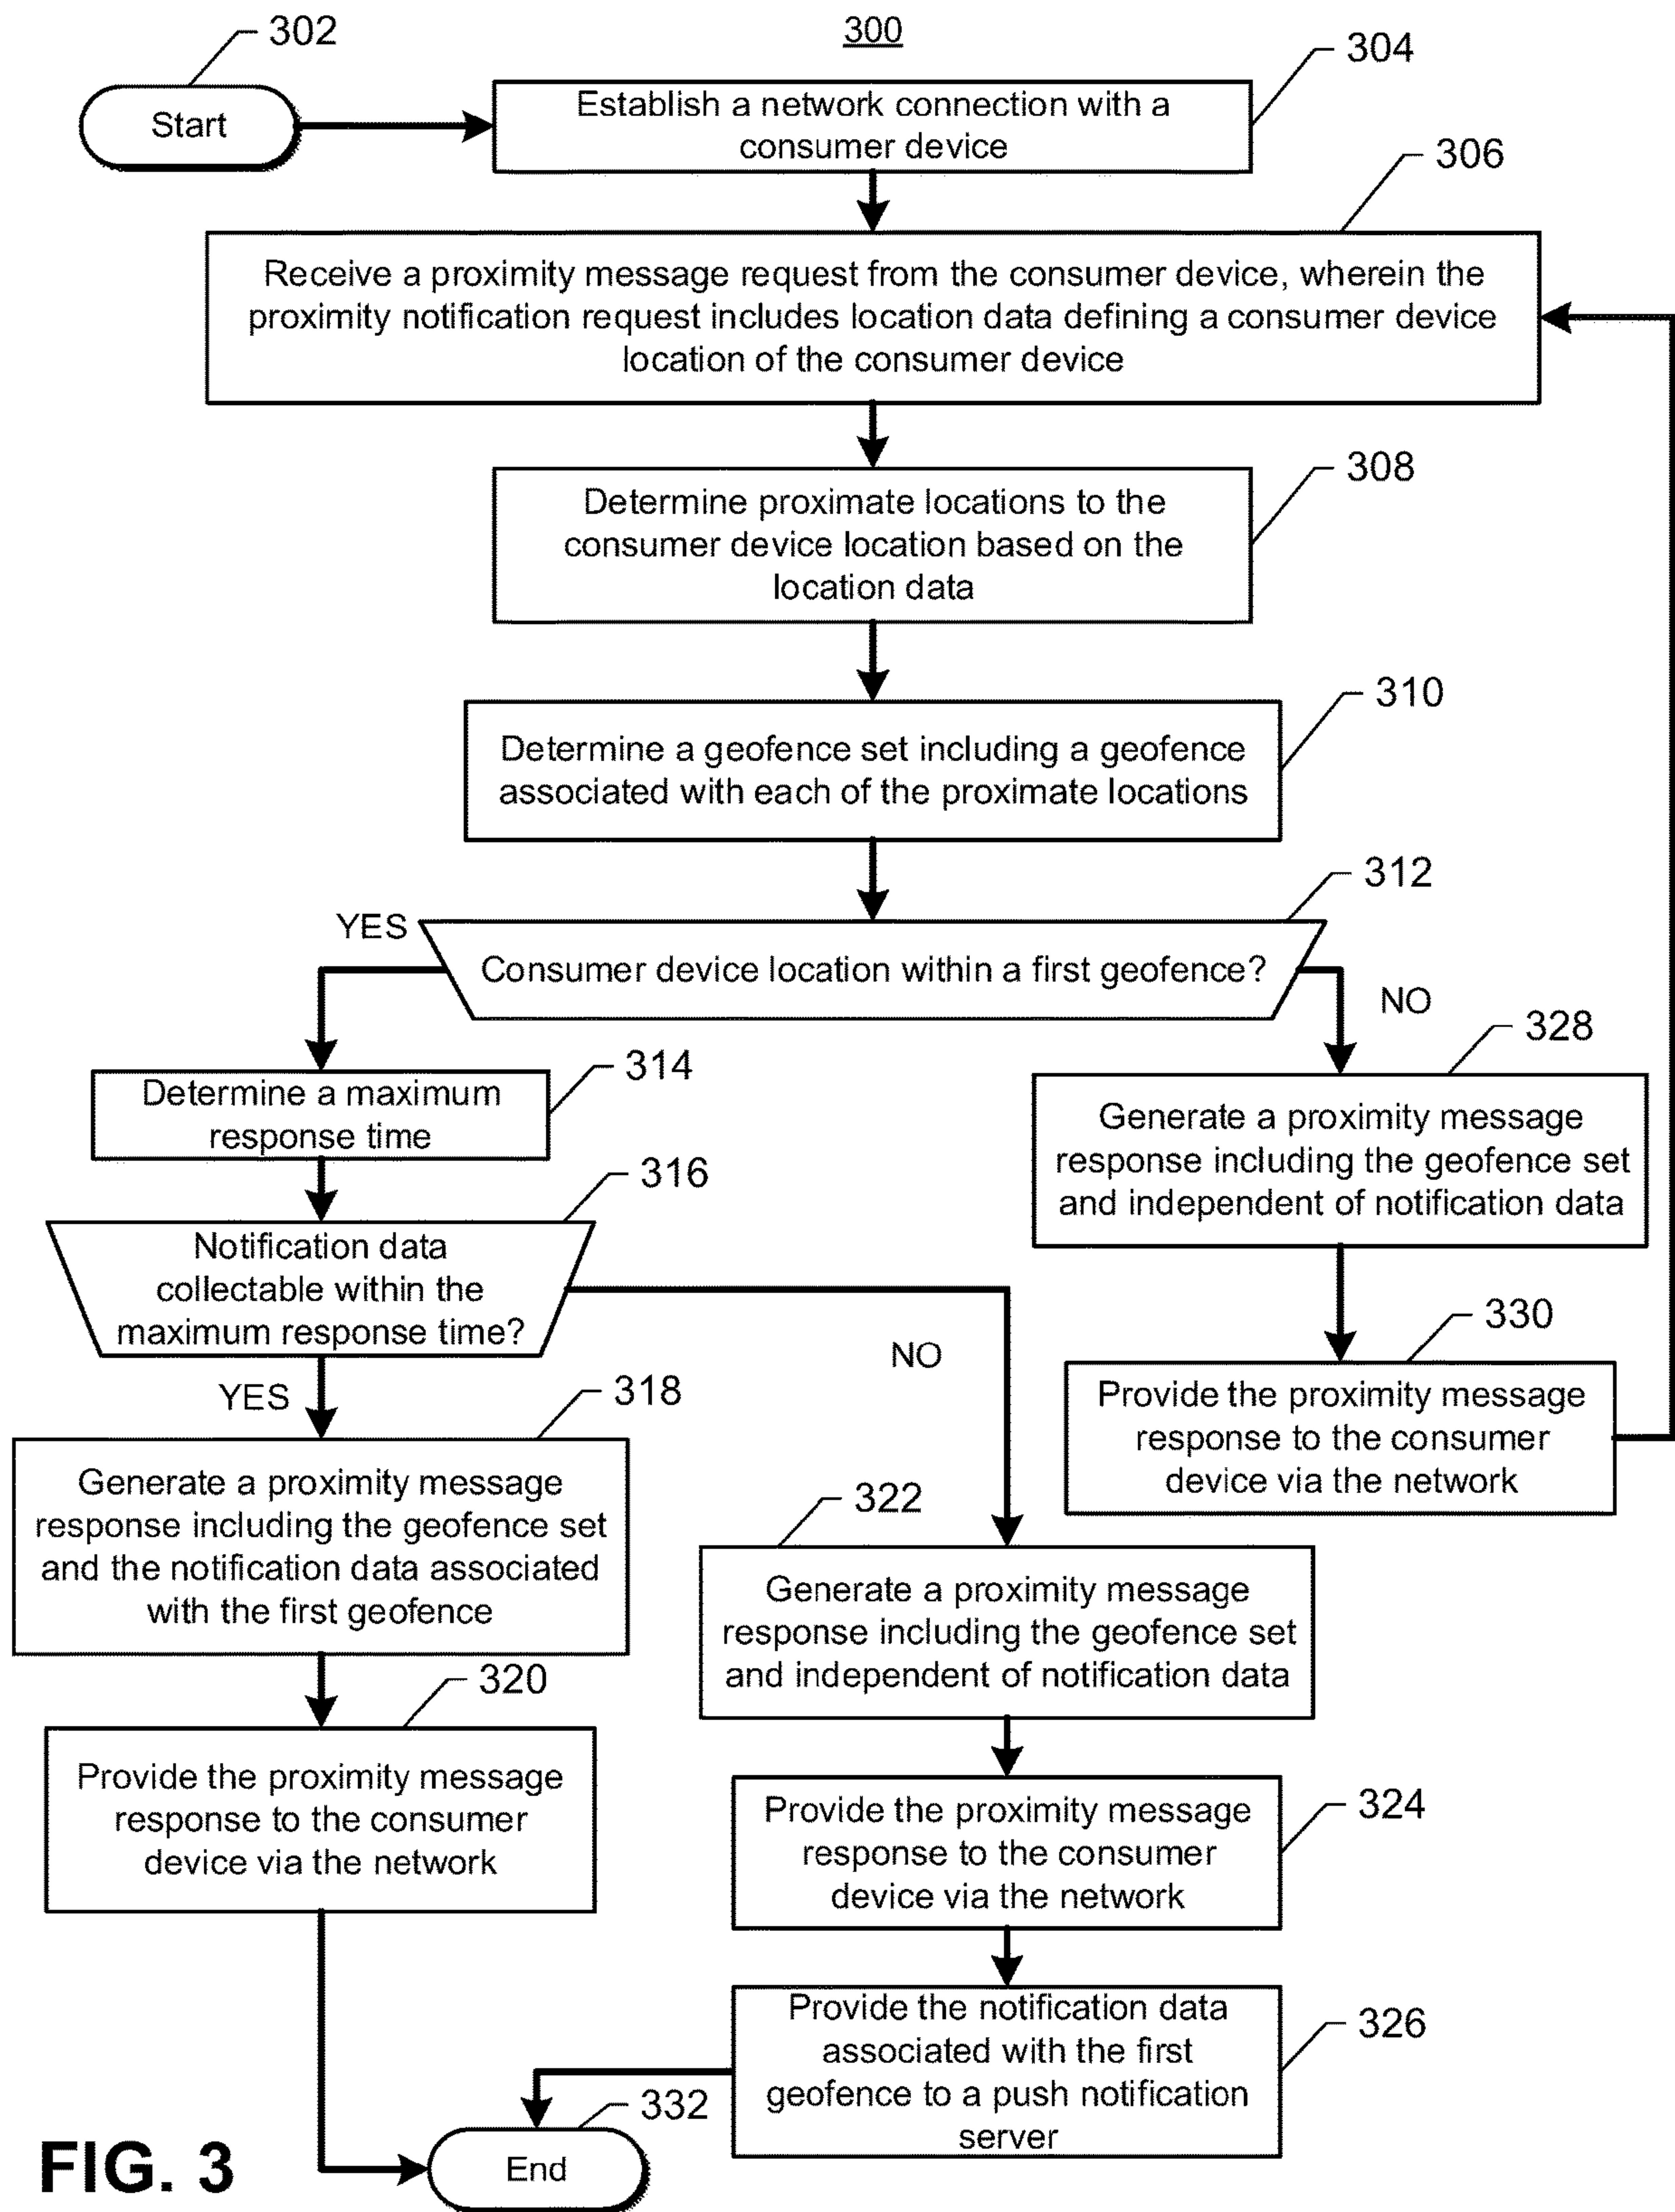 300
302
Start
304
Establish a network connection with a
consumer device
306
Receive a proximity message request from the consumer device, wherein the
proximity notification request includes location data defining a consumer device
location of the consumer device
308
Determine proximate locations to the
consumer device location based on the
location data
310
Determine a geofence set including a geofence
associated with each of the proximate locations
312
YES
Consumer device location within a first geofence?
NO
314
Determine a maximum
response time
328
Generate a proximity message
response including the geofence set
and independent of notification data
316
Notification data
collectable within the
maximum response time?
NO
YES
330
Provide the proximity message
response to the consumer
device via the network
318
Generate a proximity message
response including the geofence set
and the notification data associated
with the first geofence
322
Generate a proximity message
response including the geofence set
and independent of notification data
320
Provide the proximity message
response to the consumer
device via the network
324
Provide the proximity message
response to the consumer
device via the network
326
Provide the notification data
associated with the first
geofence to a push notification
server
332
End
FIG. 3